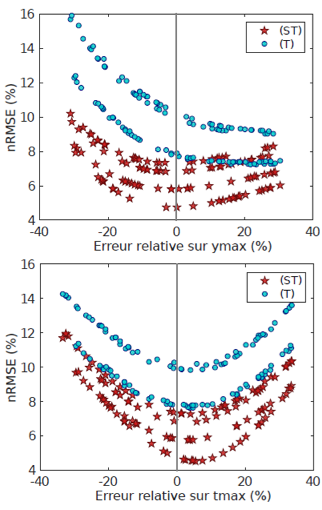 16
14
12
10
8
6
4
nRMSE (%)
(ST)
(T)
-40 -20 0 20 40
Erreur relative sur ymax (%)
16
14
12
10
8
6
4
nRMSE (%)
(ST)
(T)
-40 -20 0 20 40
Erreur relative sur tmax (%)